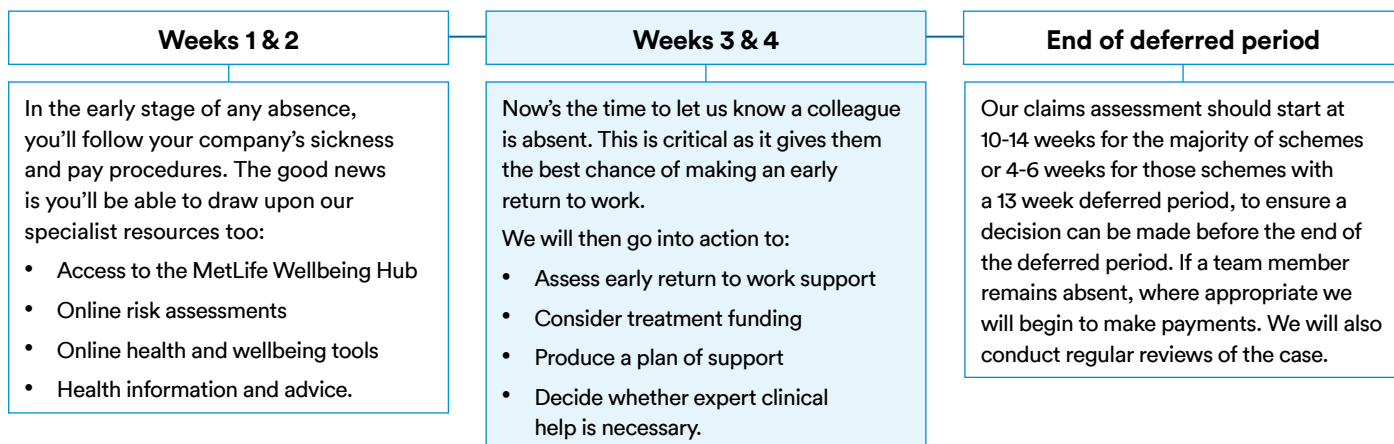 Weeks 1 & 2
In the early stage of any absence,
you’ll follow your company’s sickness
and pay procedures. The good news
is you’ll be able to draw upon our
specialist resources too:
• Access to the MetLife Wellbeing Hub
• Online risk assessments
• Online health and wellbeing tools
• Health information and advice.
Weeks 3 & 4
Now’s the time to let us know a colleague
is absent. This is critical as it gives them
the best chance of making an early
return to work.
We will then go into action to:
• Assess early return to work support
• Consider treatment funding
• Produce a plan of support
• Decide whether expert clinical
help is necessary.
End of deferred period
Our claims assessment should start at
10-14 weeks for the majority of schemes
or 4-6 weeks for those schemes with
a 13 week deferred period, to ensure a
decision can be made before the end of
the deferred period. If a team member
remains absent, where appropriate we
will begin to make payments. We will also
conduct regular reviews of the case.